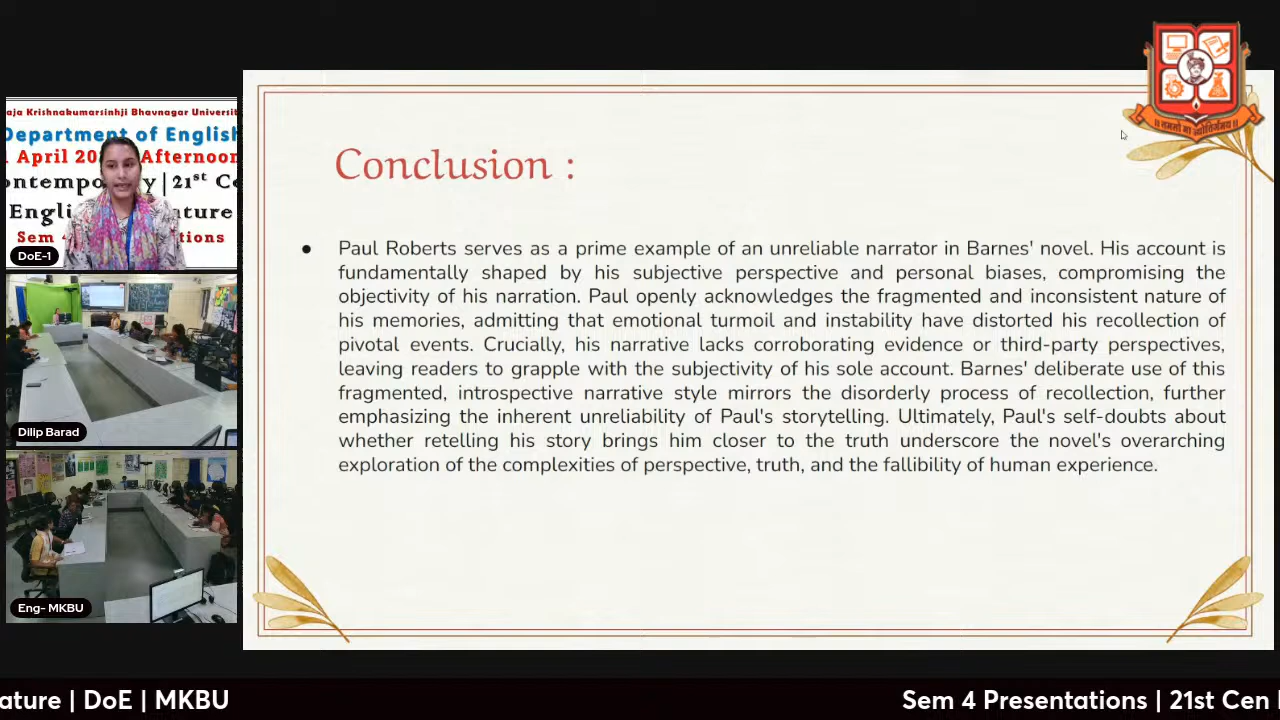 aja Krishnakumarsinhji Bhavnagar Universit
Department of English
April 20 Afternoon
ontempo y | 21st Ce
Engli ature
Sem 4 tions
DoE-1
Dilip Barad
Eng- MKBU
Conclusion :
● Paul Roberts serves as a prime example of an unreliable narrator in Barnes' novel. His account is
fundamentally shaped by his subjective perspective and personal biases, compromising the
objectivity of his narration. Paul openly acknowledges the fragmented and inconsistent nature of
his memories, admitting that emotional turmoil and instability have distorted his recollection of
pivotal events. Crucially, his narrative lacks corroborating evidence or third-party perspectives,
leaving readers to grapple with the subjectivity of his sole account. Barnes' deliberate use of this
fragmented, introspective narrative style mirrors the disorderly process of recollection, further
emphasizing the inherent unreliability of Paul's storytelling. Ultimately, Paul's self-doubts about
whether retelling his story brings him closer to the truth underscore the novel's overarching
exploration of the complexities of perspective, truth, and the fallibility of human experience.
ature | DoE | MKBU
Sem 4 Presentations | 21st Cen